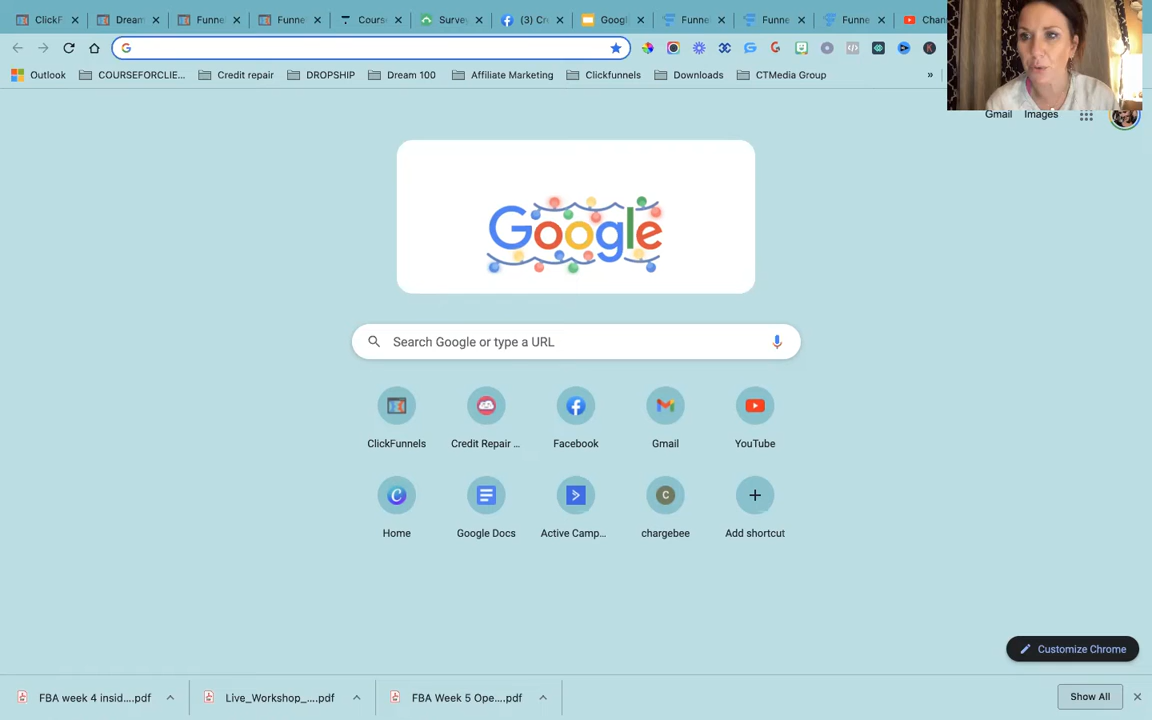 ClickF
Dream
Funne
Funne
Course
Survey
(3) Cr
Googl
Funne
Funne
Funne
Chan
Outlook
COURSEFORCLIE...
Credit repair
DROPSHIP
Dream 100
Affiliate Marketing
Clickfunnels
Downloads
CTMedia Group
»
Gmail
Images
Google
Search Google or type a URL
ClickFunnels
Credit Repair ...
Facebook
Gmail
YouTube
Home
Google Docs
Active Camp...
chargebee
Add shortcut
Customize Chrome
FBA week 4 insid....pdf
Live_Workshop_....pdf
FBA Week 5 Ope....pdf
Show All